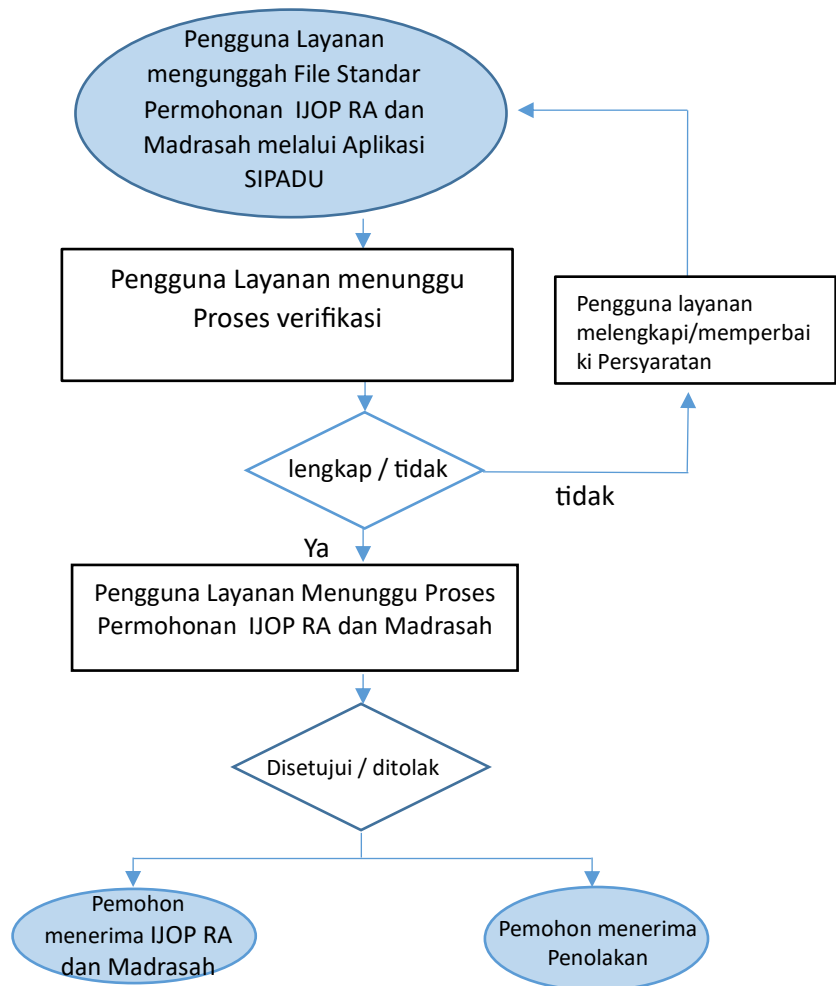 Pengguna Layanan
mengunggah File Standar
Permohonan IJOP RA dan
Madrasah melalui Aplikasi
SIPADU
Pengguna Layanan menunggu
Proses verifikasi
Pengguna layanan
melengkapi/memperbai
ki Persyaratan
lengkap / tidak
tidak
Ya
Pengguna Layanan Menunggu Proses
Permohonan IJOP RA dan Madrasah
Disetujui / ditolak
Pemohon
menerima IJOP RA
dan Madrasah
Pemohon menerima
Penolakan